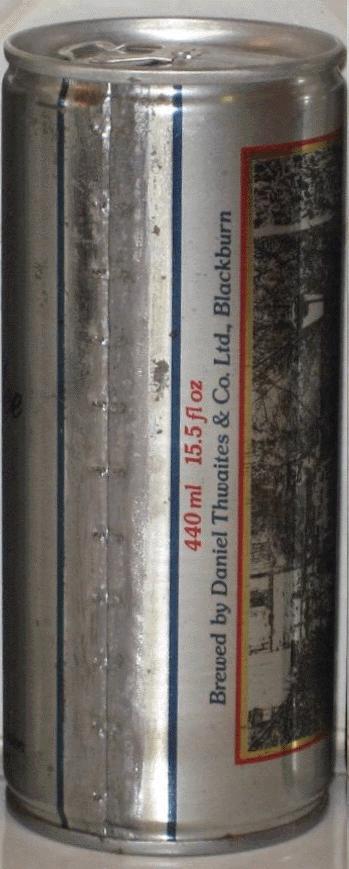 440 ml 15.5 fl oz
Brewed by Daniel Thwaites & Co. Ltd., Blackburn